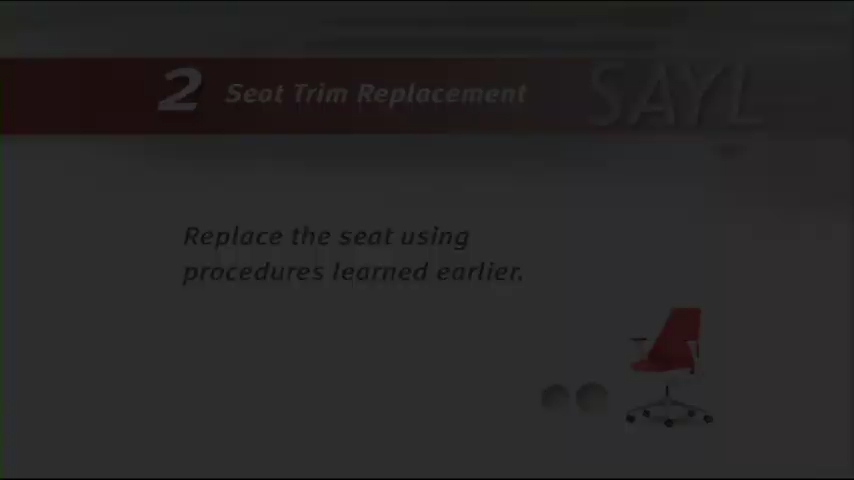 2 Seat Trim Replacement
SAYL
Replace the seat using
procedures learned earlier.